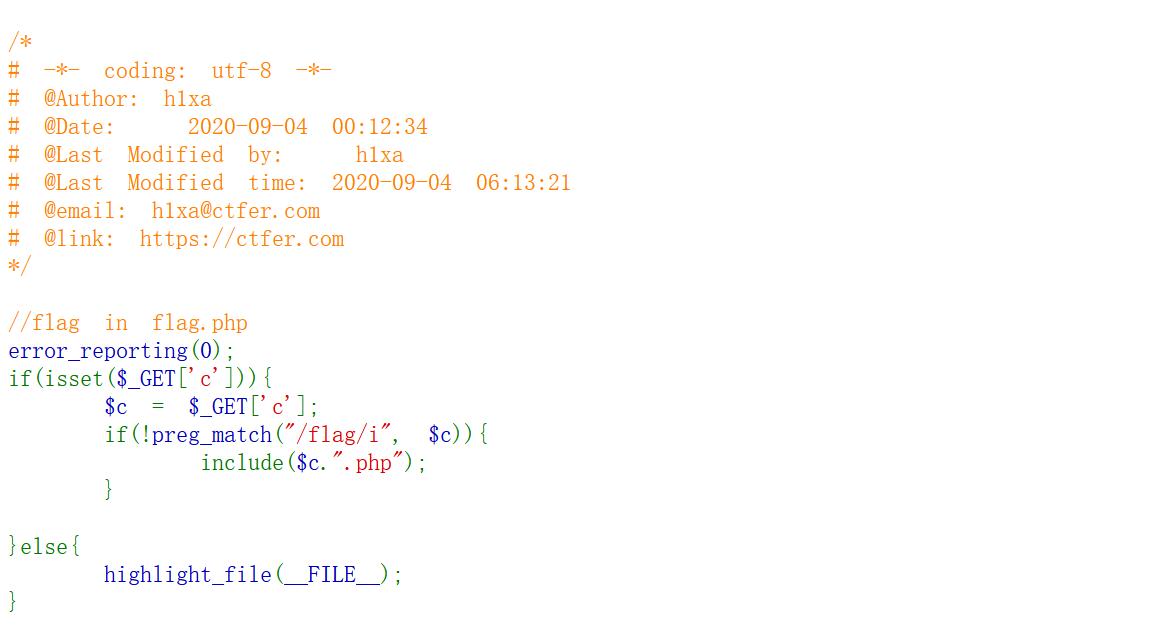 /*
# -*- coding: utf-8 -*-
# @Author: h1xa
# @Date:   2020-09-04 00:12:34
# @Last Modified by:   h1xa
# @Last Modified time: 2020-09-04 06:13:21
# @email: h1xa@ctfer.com
# @link: https://ctfer.com
*/
//flag in flag.php
error_reporting(0);
if(isset($_GET['c'])){
    $c = $_GET['c'];
    if(!preg_match("/flag/i", $c)){
        include($c.".php");
    }
}else{
    highlight_file(__FILE__);
}